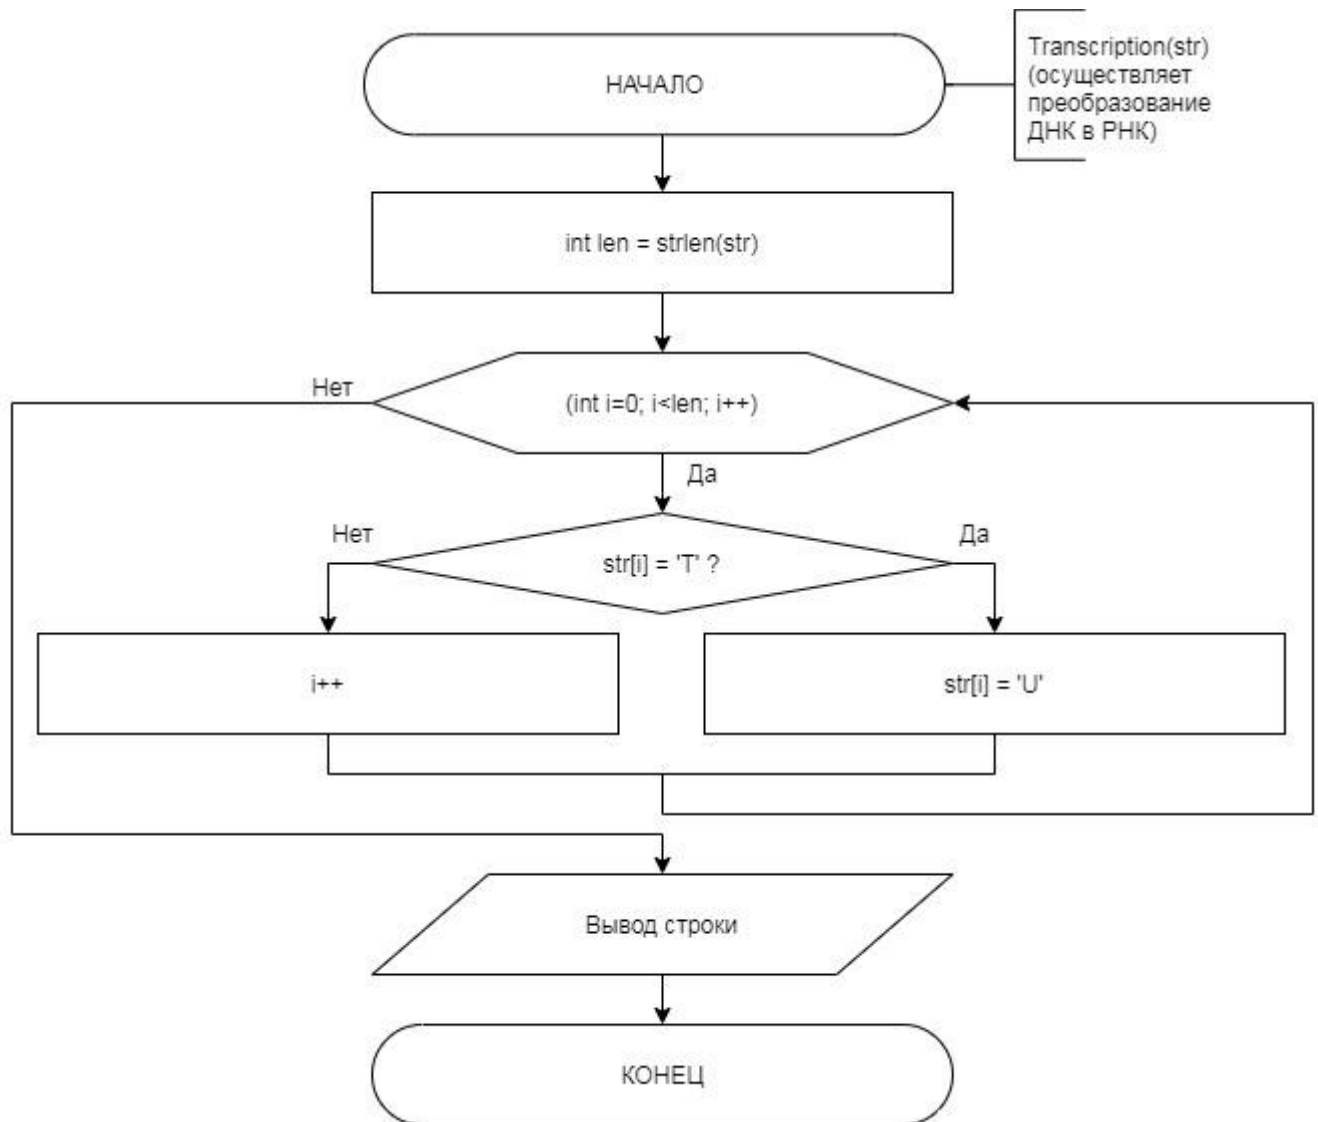 НАЧАЛО
Transcription(str)
(осуществляет
преобразование
ДНК в РНК)
int len = strlen(str)
Нет
(int i=0; i<len; i++)
Да
Нет
str[i] = 'T' ?
Да
i++
str[i] = 'U'
Вывод строки
КОНЕЦ